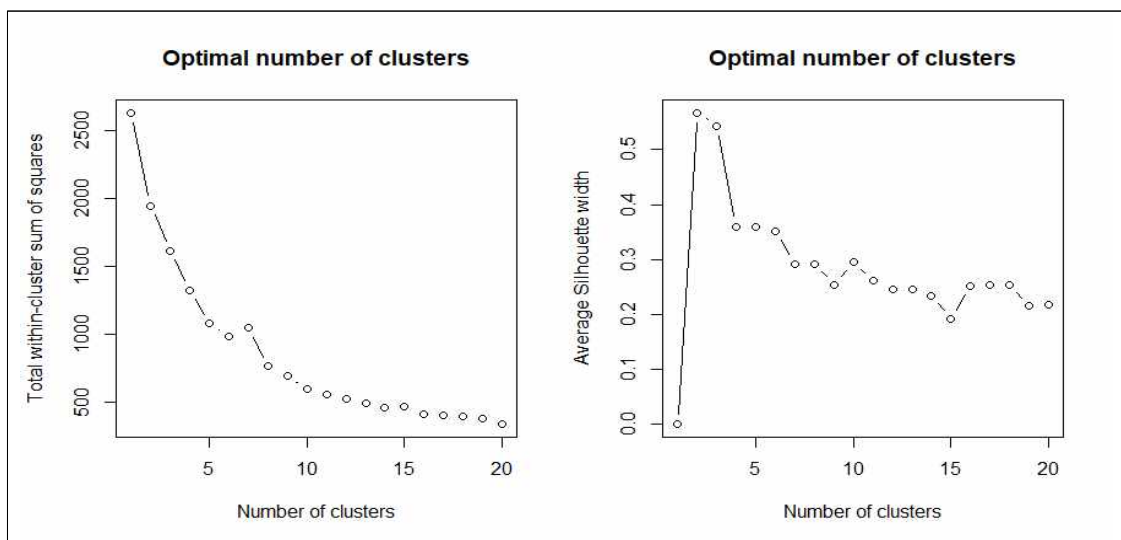 Optimal number of clusters
Total within-cluster sum of squares
2500
2000
1500
1000
500
5 10 15 20
Number of clusters
Optimal number of clusters
Average Silhouette width
0.5
0.4
0.3
0.2
0.1
0.0
5 10 15 20
Number of clusters